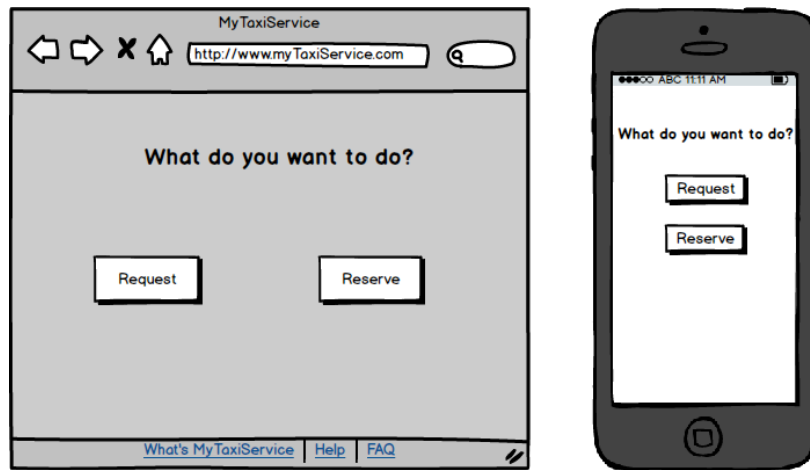 MyTaxiService
http://www.myTaxiService.com
What do you want to do?
Request
Reserve
What's MyTaxiService
Help
FAQ
ABC 11:11 AM
What do you want to do?
Request
Reserve